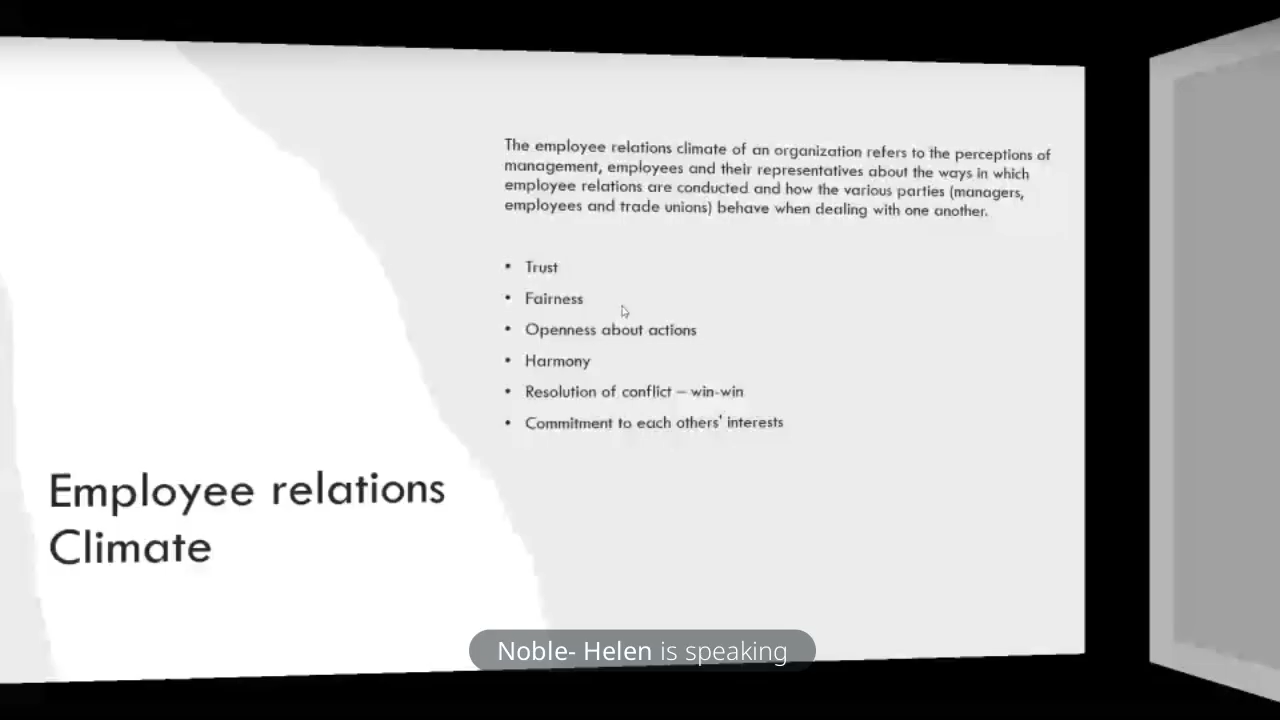 The employee relations climate of an organization refers to the perceptions of
management, employees and their representatives about the ways in which
employee relations are conducted and how the various parties (managers,
employees and trade unions) behave when dealing with one another.
• Trust
• Fairness
• Openness about actions
• Harmony
• Resolution of conflict – win-win
• Commitment to each others' interests
Employee relations
Climate
Noble- Helen is speaking